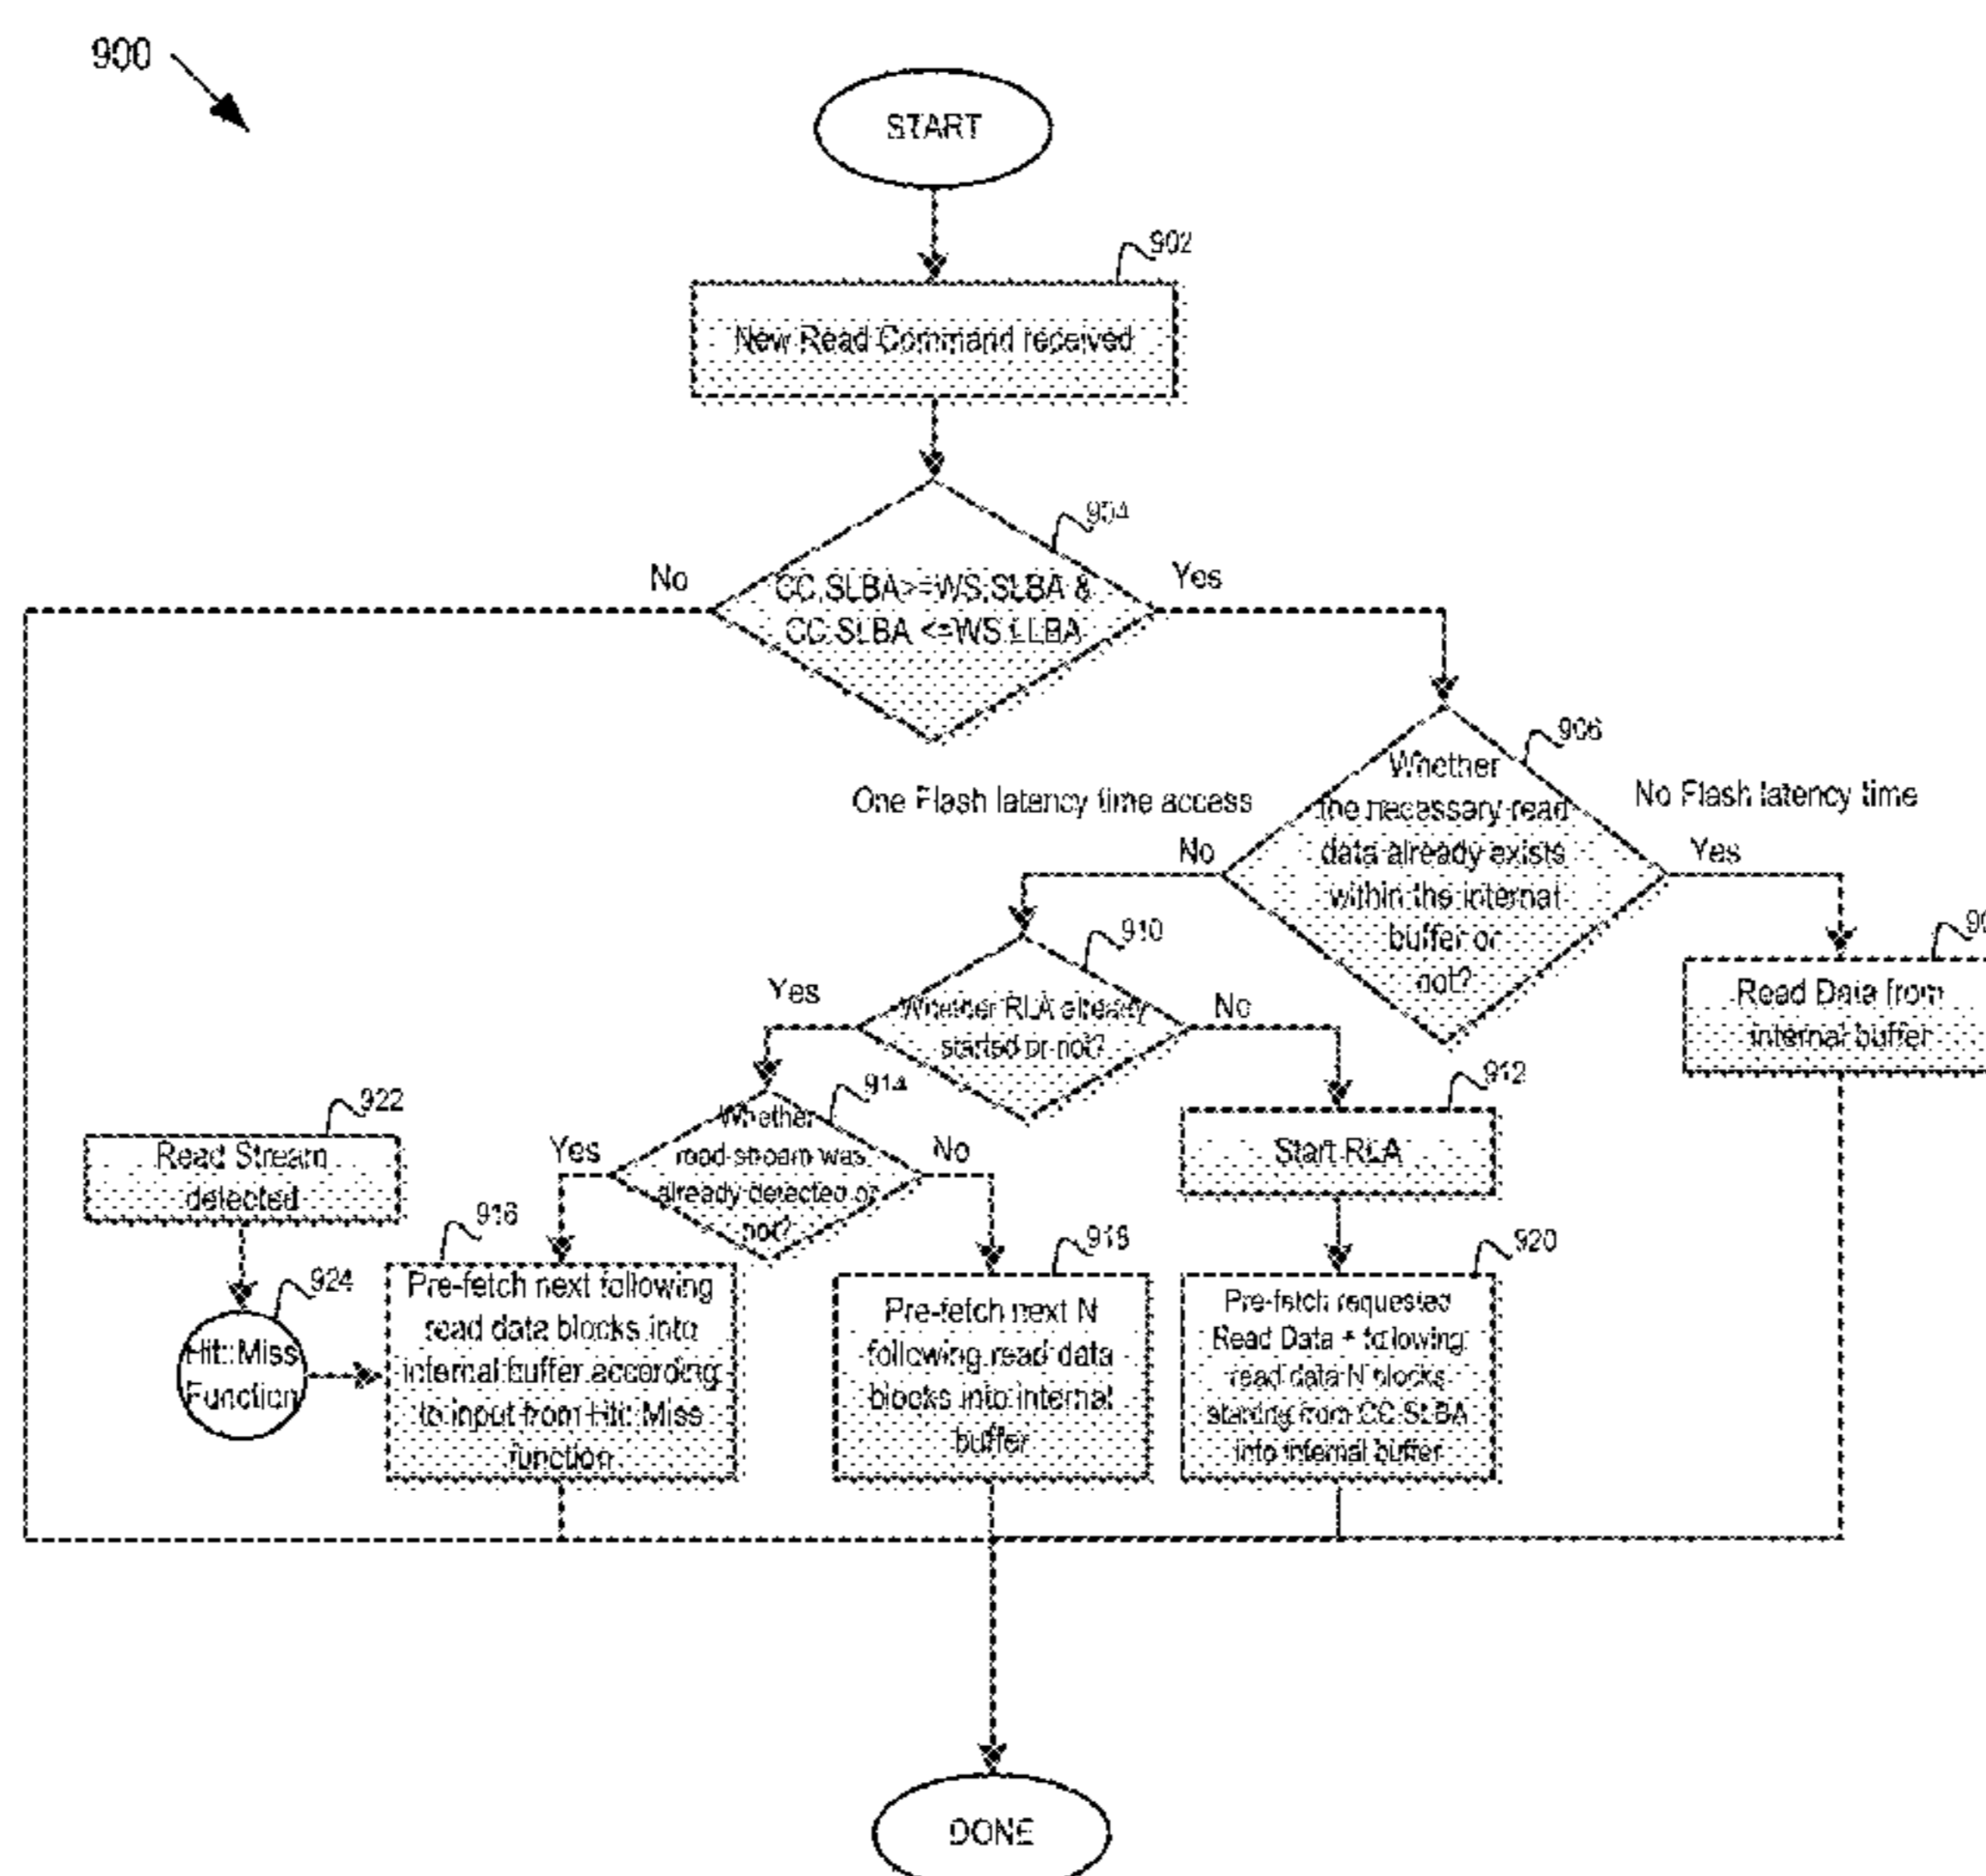 900
START
902
New Read Command received
904
No
CC.SLBA>=WS.SLBA &
CC.SLBA <=WS.LLBA
Yes
906
Whether
the necessary read
data already exists
within the internal
buffer or
not?
One Flash latency time access
No Flash latency time
No
Yes
910
Whether RLA already
started or not?
Yes
No
Read Data from
internal buffer
912
Start RLA
914
Whether
read stream was
already detected or
not?
Yes
No
922
Read Stream
detected
916
Pre-fetch next following
read data blocks into
internal buffer according
to input from Hit::Miss
function
918
Pre-fetch next N
following read data
blocks into internal
buffer
920
Pre-fetch requested
Read Data + following
read data N blocks
starting from CC.SLBA
into internal buffer
924
Hit::Miss
Function
DONE